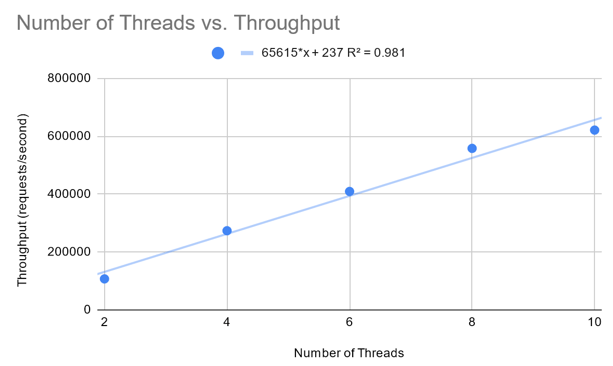 Number of Threads vs. Throughput
65615*x + 237 R² = 0.981
Throughput (requests/second)
800000
600000
400000
200000
0
2 4 6 8 10
Number of Threads